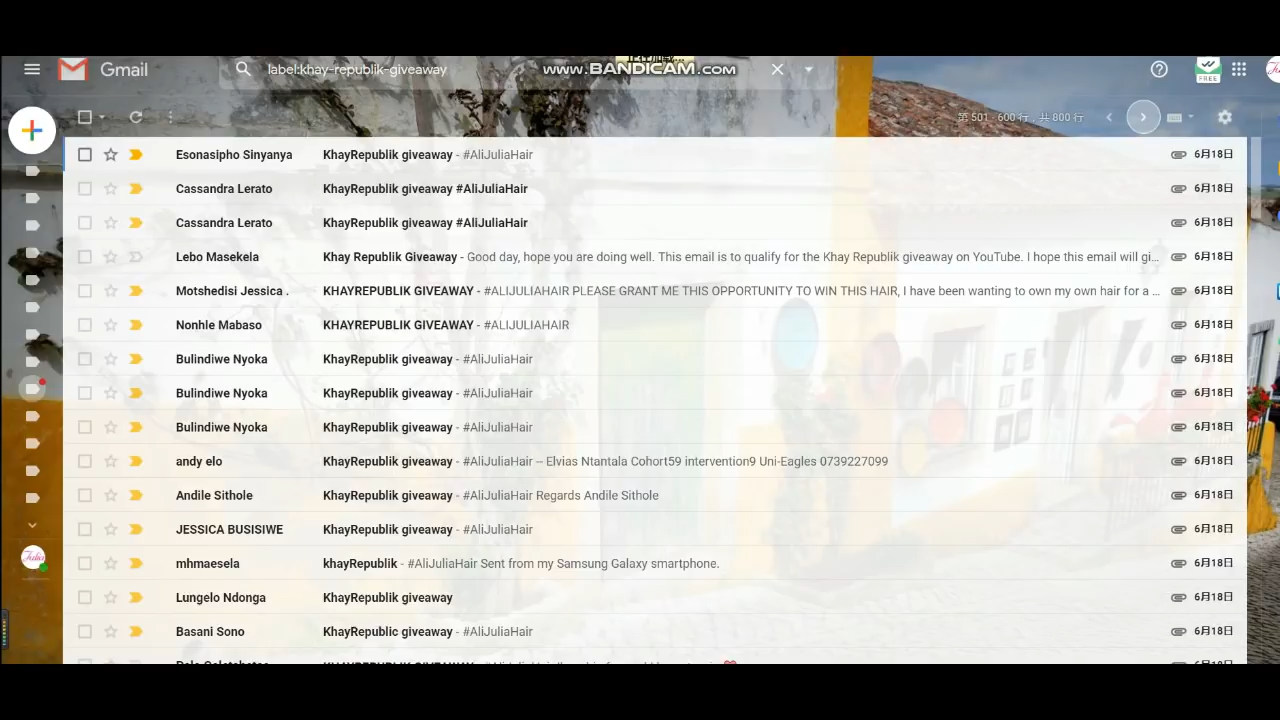 Gmail
label:khay-republik-giveaway
www.BANDICAM.com
FREE
第 501 - 600 行，共 800 行
Esonasipho Sinyanya KhayRepublik giveaway - #AliJuliaHair 6月18日
Cassandra Lerato KhayRepublik giveaway #AliJuliaHair 6月18日
Cassandra Lerato KhayRepublik giveaway #AliJuliaHair 6月18日
Lebo Masekela Khay Republik Giveaway - Good day, hope you are doing well. This email is to qualify for the Khay Republik giveaway on YouTube. I hope this email will gi... 6月18日
Motshedisi Jessica . KHAYREPUBLIK GIVEAWAY - #ALIJULIAHAIR PLEASE GRANT ME THIS OPPORTUNITY TO WIN THIS HAIR, I have been wanting to own my own hair for a ... 6月18日
Nonhle Mabaso KHAYREPUBLIK GIVEAWAY - #ALIJULIAHAIR 6月18日
Bulindiwe Nyoka KhayRepublik giveaway - #AliJuliaHair 6月18日
Bulindiwe Nyoka KhayRepublik giveaway - #AliJuliaHair 6月18日
Bulindiwe Nyoka KhayRepublik giveaway - #AliJuliaHair 6月18日
andy elo KhayRepublik giveaway - #AliJuliaHair -- Elvias Ntantala Cohort59 intervention9 Uni-Eagles 0739227099 6月18日
Andile Sithole KhayRepublik giveaway - #AliJuliaHair Regards Andile Sithole 6月18日
JESSICA BUSISIWE KhayRepublik giveaway - #AliJuliaHair 6月18日
mhmaesela khayRepublik - #AliJuliaHair Sent from my Samsung Galaxy smartphone. 6月18日
Lungelo Ndonga KhayRepublik giveaway 6月18日
Basani Sono KhayRepublic giveaway - #AliJuliaHair 6月18日